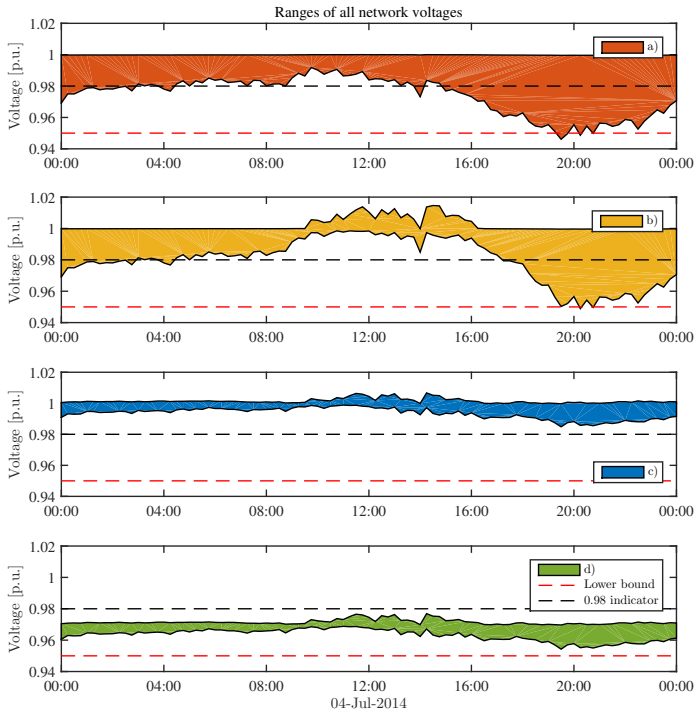 Ranges of all network voltages
1.02
1
0.98
0.96
0.94
Voltage [p.u.]
a)
00:00 04:00 08:00 12:00 16:00 20:00 00:00
1.02
1
0.98
0.96
0.94
Voltage [p.u.]
b)
00:00 04:00 08:00 12:00 16:00 20:00 00:00
1.02
1
0.98
0.96
0.94
Voltage [p.u.]
c)
00:00 04:00 08:00 12:00 16:00 20:00 00:00
1.02
1
0.98
0.96
0.94
Voltage [p.u.]
d)
Lower bound
0.98 indicator
00:00 04:00 08:00 12:00 16:00 20:00 00:00
04-Jul-2014